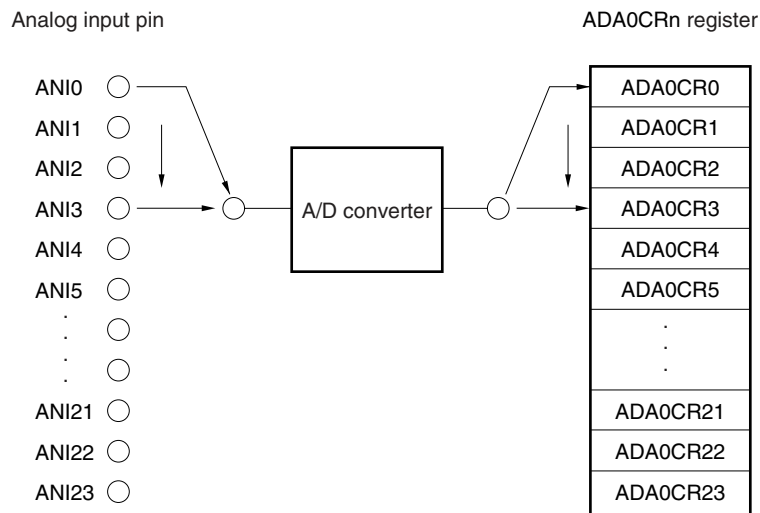 Analog input pin
ADA0CRn register
ANI0
ADA0CR0
ANI1
ADA0CR1
ANI2
ADA0CR2
ANI3
A/D converter
ADA0CR3
ANI4
ADA0CR4
ANI5
ADA0CR5
.
.
.
.
.
.
.
ANI21
ADA0CR21
ANI22
ADA0CR22
ANI23
ADA0CR23